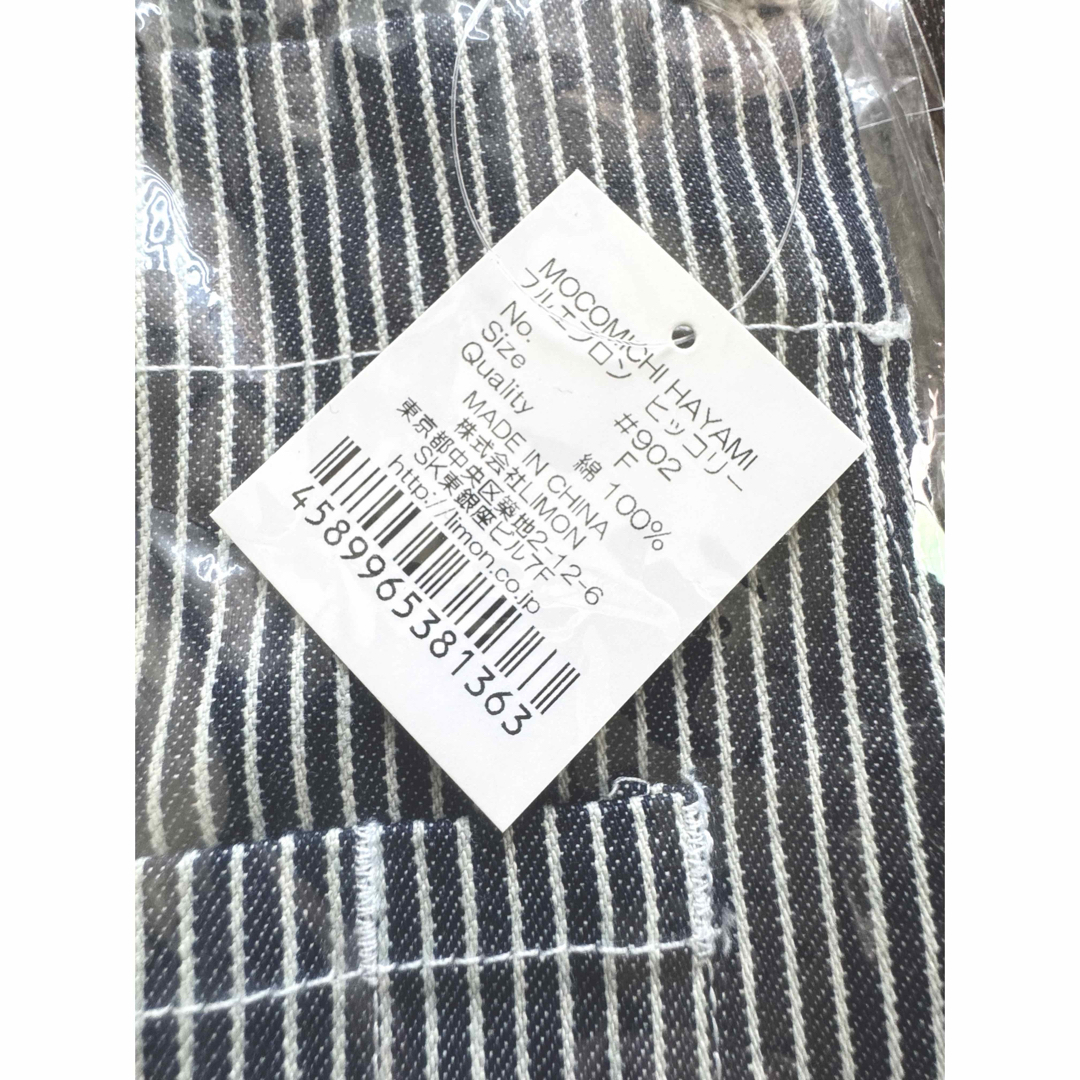 MOCOMICHI HAYAMI
フルエプロン ヒッコリー
No. #902
Size F
Quality 綿 100%
MADE IN CHINA
株式会社LIMON
東京都中央区築地2-12-6
SK東銀座ビル7F
http://limon.co.jp
4589965381363